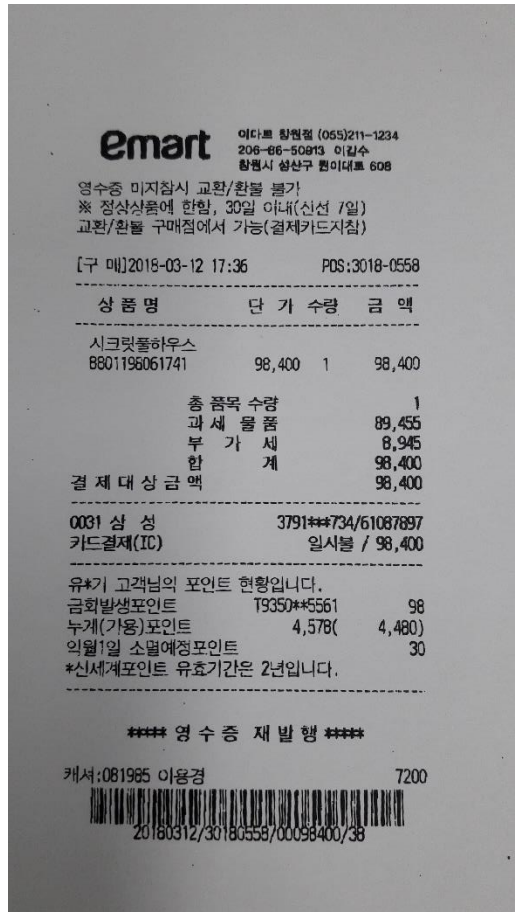 emart
이마트 창원점 (055)211-1234
206-86-50913 이갑수
창원시 성산구 원이대로 608
영수증 미지참시 교환/환불 불가
※ 정상상품에 한함, 30일 이내(신선 7일)
교환/환불 구매점에서 가능(결제카드지참)
[구 매]2018-03-12 17:36 POS:3018-0558
상 품 명 단 가 수량 금 액
시크릿풀하우스
8801198061741 98,400 1 98,400
총 품목 수량 1
과 세 물 품 89,455
부 가 세 8,945
합 계 98,400
결 제 대 상 금 액 98,400
0031 삼 성 3791***734/61087897
카드결제(IC) 일시불 / 98,400
유*기 고객님의 포인트 현황입니다.
금회발생포인트 T9350**5561 98
누계(가용)포인트 4,578( 4,480)
익월1일 소멸예정포인트 30
*신세계포인트 유효기간은 2년입니다.
***** 영 수 증 재 발 행 *****
캐셔:081985 이용경 7200
20180312/30180558/00098400/38